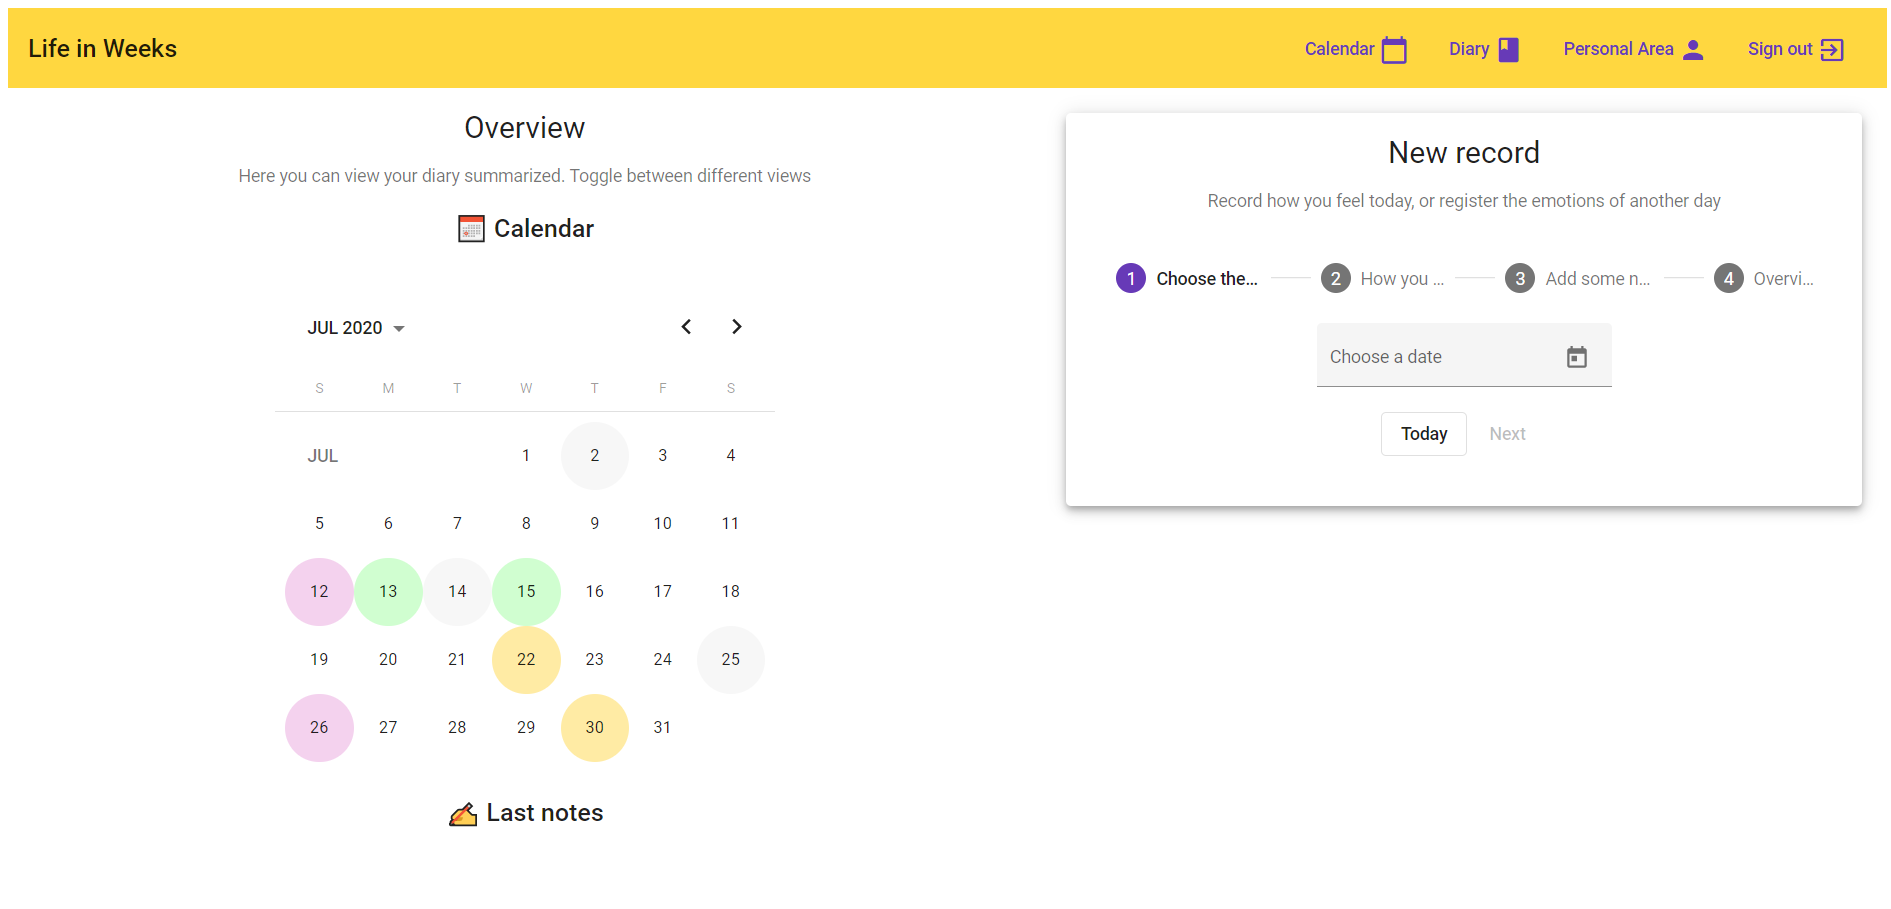 Life in Weeks
Calendar Diary Personal Area Sign out
Overview
Here you can view your diary summarized. Toggle between different views
Calendar
JUL 2020
S M T W T F S
JUL 1 2 3 4
5 6 7 8 9 10 11
12 13 14 15 16 17 18
19 20 21 22 23 24 25
26 27 28 29 30 31
Last notes
New record
Record how you feel today, or register the emotions of another day
1 Choose the... 2 How you ... 3 Add some n... 4 Overvi...
Choose a date
Today Next